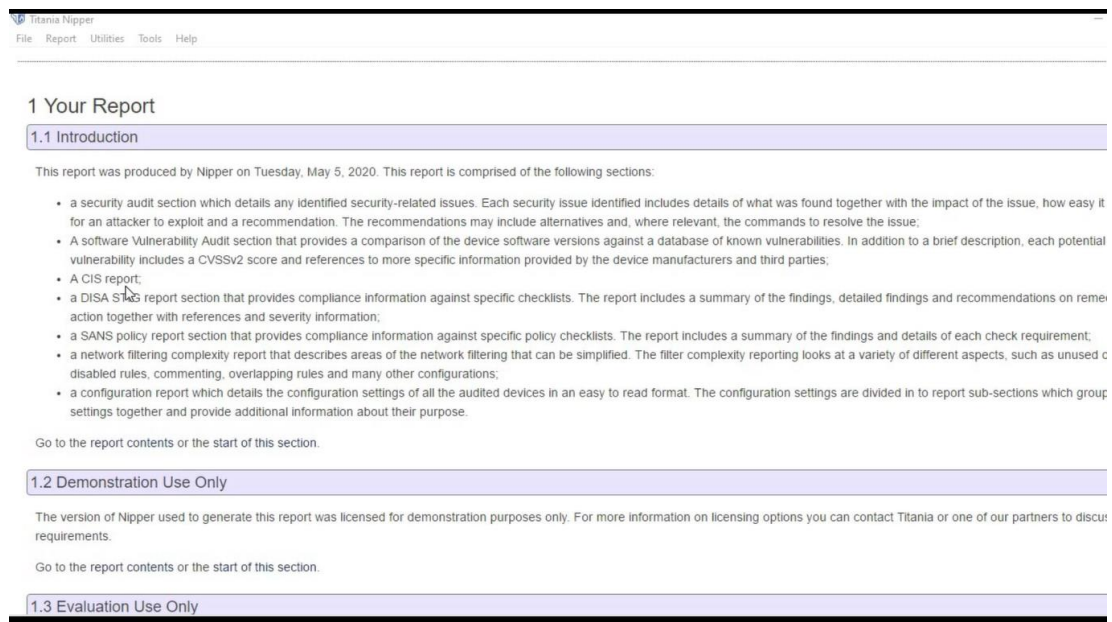 Titania Nipper
File Report Utilities Tools Help
1 Your Report
1.1 Introduction
This report was produced by Nipper on Tuesday, May 5, 2020. This report is comprised of the following sections:
• a security audit section which details any identified security-related issues. Each security issue identified includes details of what was found together with the impact of the issue, how easy it
for an attacker to exploit and a recommendation. The recommendations may include alternatives and, where relevant, the commands to resolve the issue;
• A software Vulnerability Audit section that provides a comparison of the device software versions against a database of known vulnerabilities. In addition to a brief description, each potential
vulnerability includes a CVSSv2 score and references to more specific information provided by the device manufacturers and third parties;
• A CIS report;
• a DISA STIG report section that provides compliance information against specific checklists. The report includes a summary of the findings, detailed findings and recommendations on
action together with references and severity information;
• a SANS policy report section that provides compliance information against specific policy checklists. The report includes a summary of the findings and details of each check requirement;
• a network filtering complexity report that describes areas of the network filtering that can be simplified. The filter complexity reporting looks at a variety of different aspects, such as unused
disabled rules, commenting, overlapping rules and many other configurations;
• a configuration report which details the configuration settings of all the audited devices in an easy to read format. The configuration settings are divided in to report sub-sections which group
settings together and provide additional information about their purpose.
Go to the report contents or the start of this section.
1.2 Demonstration Use Only
The version of Nipper used to generate this report was licensed for demonstration purposes only. For more information on licensing options you can contact Titania or one of our partners to
requirements.
Go to the report contents or the start of this section.
1.3 Evaluation Use Only